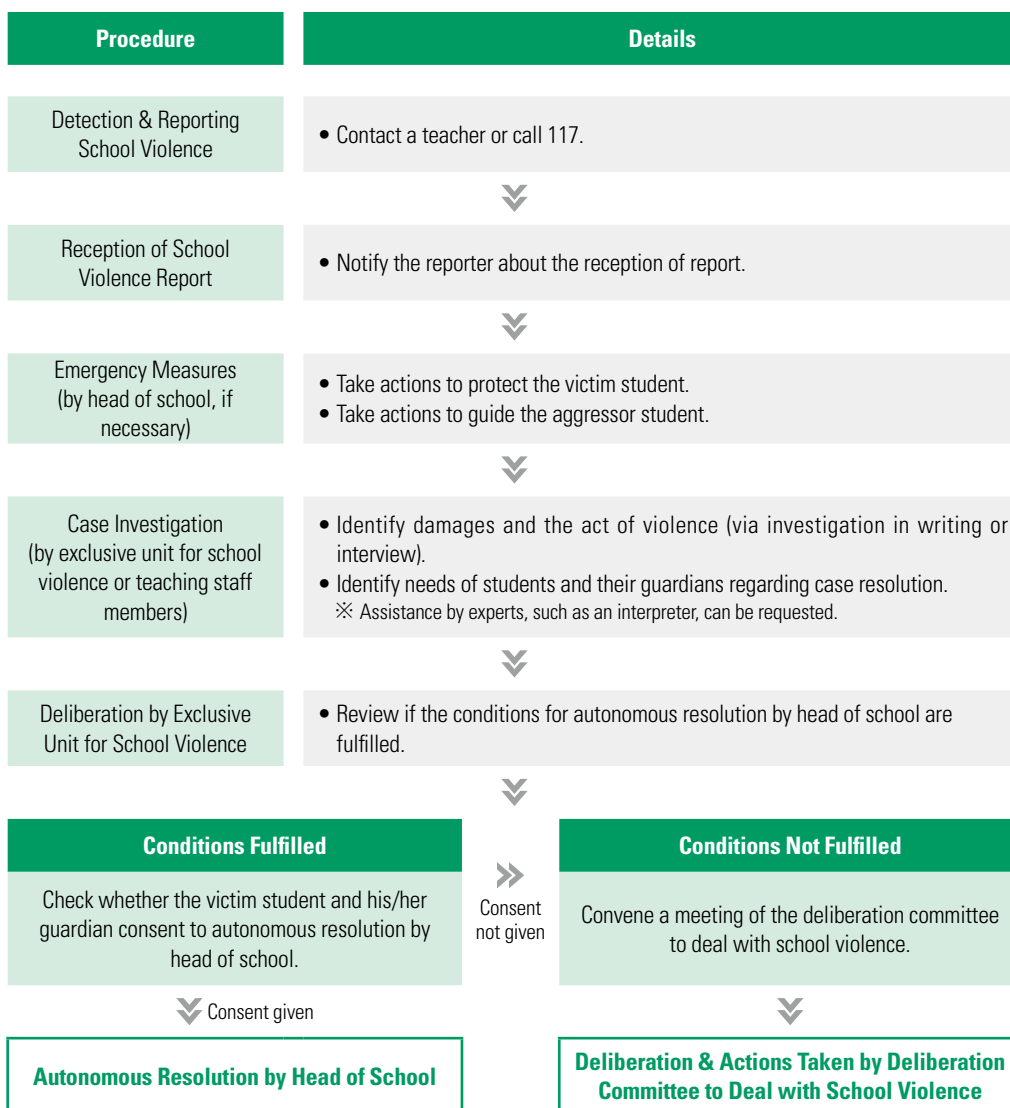 Procedure
Details
Detection & Reporting
School Violence
• Contact a teacher or call 117.
Reception of School
Violence Report
• Notify the reporter about the reception of report.
Emergency Measures
(by head of school, if
necessary)
• Take actions to protect the victim student.
• Take actions to guide the aggressor student.
Case Investigation
(by exclusive unit for school
violence or teaching staff
members)
• Identify damages and the act of violence (via investigation in writing or
interview).
• Identify needs of students and their guardians regarding case resolution.
※ Assistance by experts, such as an interpreter, can be requested.
Deliberation by Exclusive
Unit for School Violence
• Review if the conditions for autonomous resolution by head of school are
fulfilled.
Conditions Fulfilled
Check whether the victim student and his/her
guardian consent to autonomous resolution by
head of school.
Consent
not given
Conditions Not Fulfilled
Convene a meeting of the deliberation committee
to deal with school violence.
Consent given
Autonomous Resolution by Head of School
Deliberation & Actions Taken by Deliberation
Committee to Deal with School Violence